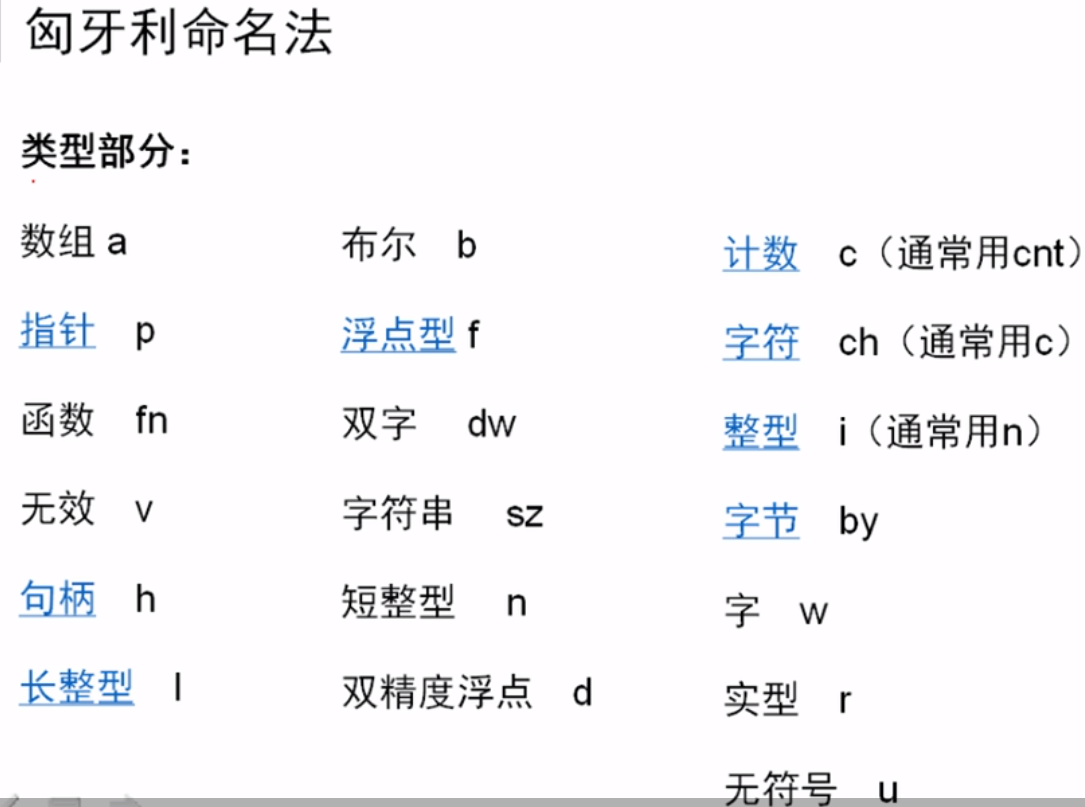 匈牙利命名法
类型部分：
数组 a
指针 p
函数 fn
无效 v
句柄 h
长整型 l
布尔 b
浮点型 f
双字 dw
字符串 sz
短整型 n
双精度浮点 d
计数 c（通常用cnt）
字符 ch（通常用c）
整型 i（通常用n）
字节 by
字 w
实型 r
无符号 u